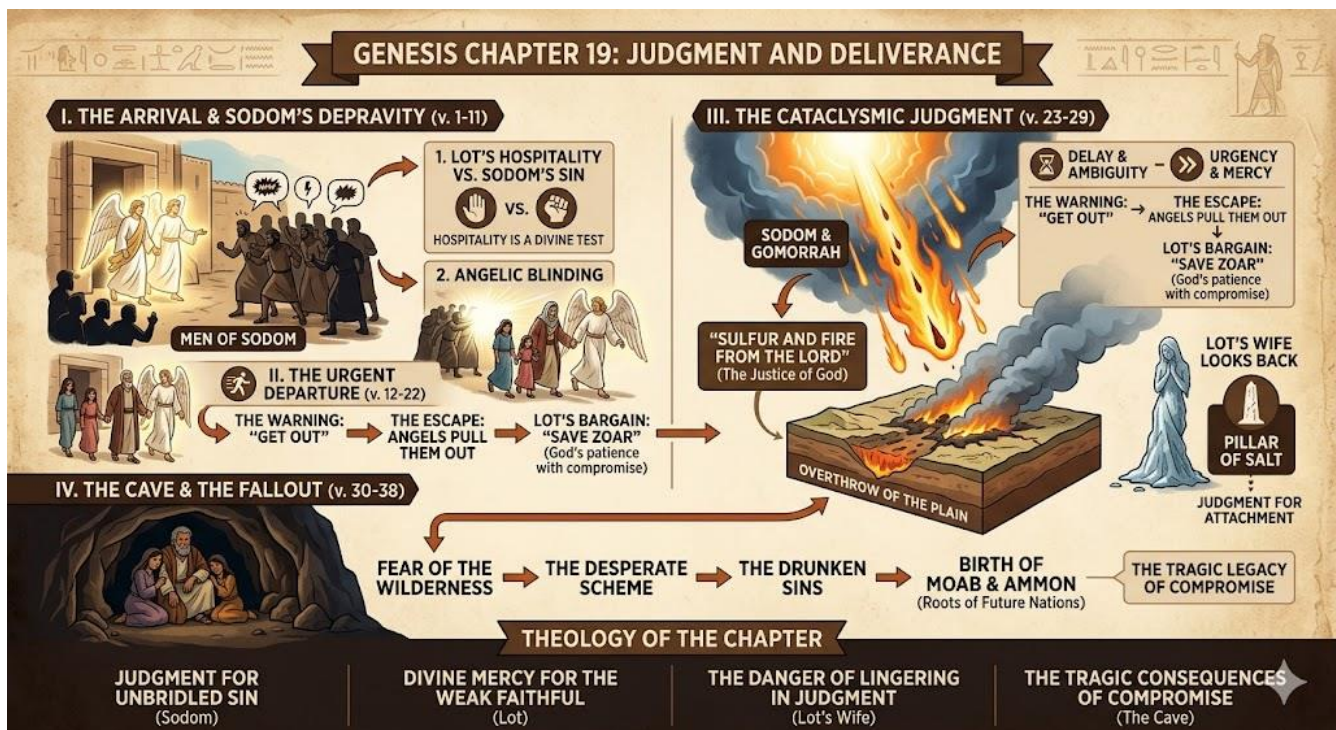 GENESIS CHAPTER 19: JUDGMENT AND DELIVERANCE
I. THE ARRIVAL & SODOM'S DEPRAVITY (v. 1-11)
1. LOT'S HOSPITALITY
VS. SODOM'S SIN
VS.
HOSPITALITY IS A DIVINE TEST
2. ANGELIC BLINDING
MEN OF SODOM
II. THE URGENT
DEPARTURE (v. 12-22)
THE WARNING:
"GET OUT"
THE ESCAPE:
ANGELS PULL
THEM OUT
LOT'S BARGAIN:
"SAVE ZOAR"
(God's patience
with compromise)
III. THE CATACLYSMIC JUDGMENT (v. 23-29)
DELAY &
AMBIGUITY
–
URGENCY
& MERCY
THE WARNING:
"GET OUT"
THE ESCAPE:
ANGELS PULL THEM OUT
LOT'S BARGAIN:
"SAVE ZOAR"
(God's patience
with compromise)
SODOM &
GOMORRAH
"SULFUR AND FIRE
FROM THE LORD"
(The Justice of God)
OVERTHROW OF THE PLAIN
LOT'S WIFE
LOOKS BACK
PILLAR
OF SALT
JUDGMENT FOR
ATTACHMENT
IV. THE CAVE & THE FALLOUT (v. 30-38)
FEAR OF THE
WILDERNESS
THE DESPERATE
SCHEME
THE DRUNKEN
SINS
BIRTH OF
MOAB & AMMON
(Roots of Future Nations)
THE TRAGIC LEGACY
OF COMPROMISE
THEOLOGY OF THE CHAPTER
JUDGMENT FOR
UNBRIDLED SIN
(Sodom)
DIVINE MERCY FOR THE
WEAK FAITHFUL
(Lot)
THE DANGER OF LINGERING
IN JUDGMENT
(Lot's Wife)
THE TRAGIC CONSEQUENCES
OF COMPROMISE
(The Cave)